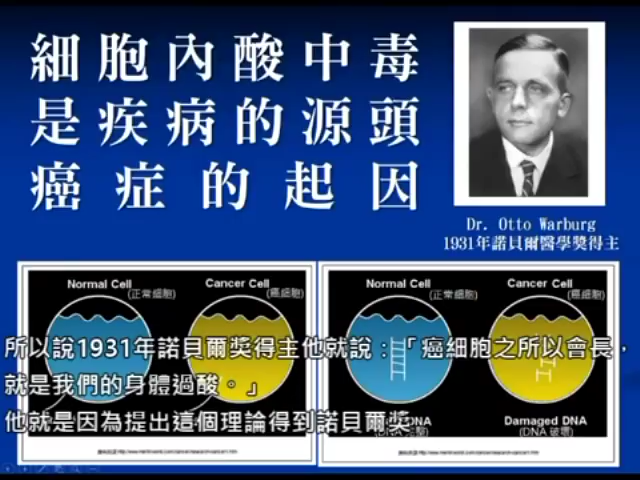 細胞內酸中毒
是疾病的源頭
癌症的起因
Dr. Otto Warburg
1931年諾貝爾醫學獎得主
Normal Cell
(正常細胞)
Cancer Cell
(癌細胞)
Normal Cell
(正常細胞)
Cancer Cell
(癌細胞)
所以說1931年諾貝爾獎得主他就說：「癌細胞之所以會長，
就是我們的身體過酸。」
他就是因為提出這個理論得到諾貝爾獎
DNA
Damaged DNA
(DNA 破壞)